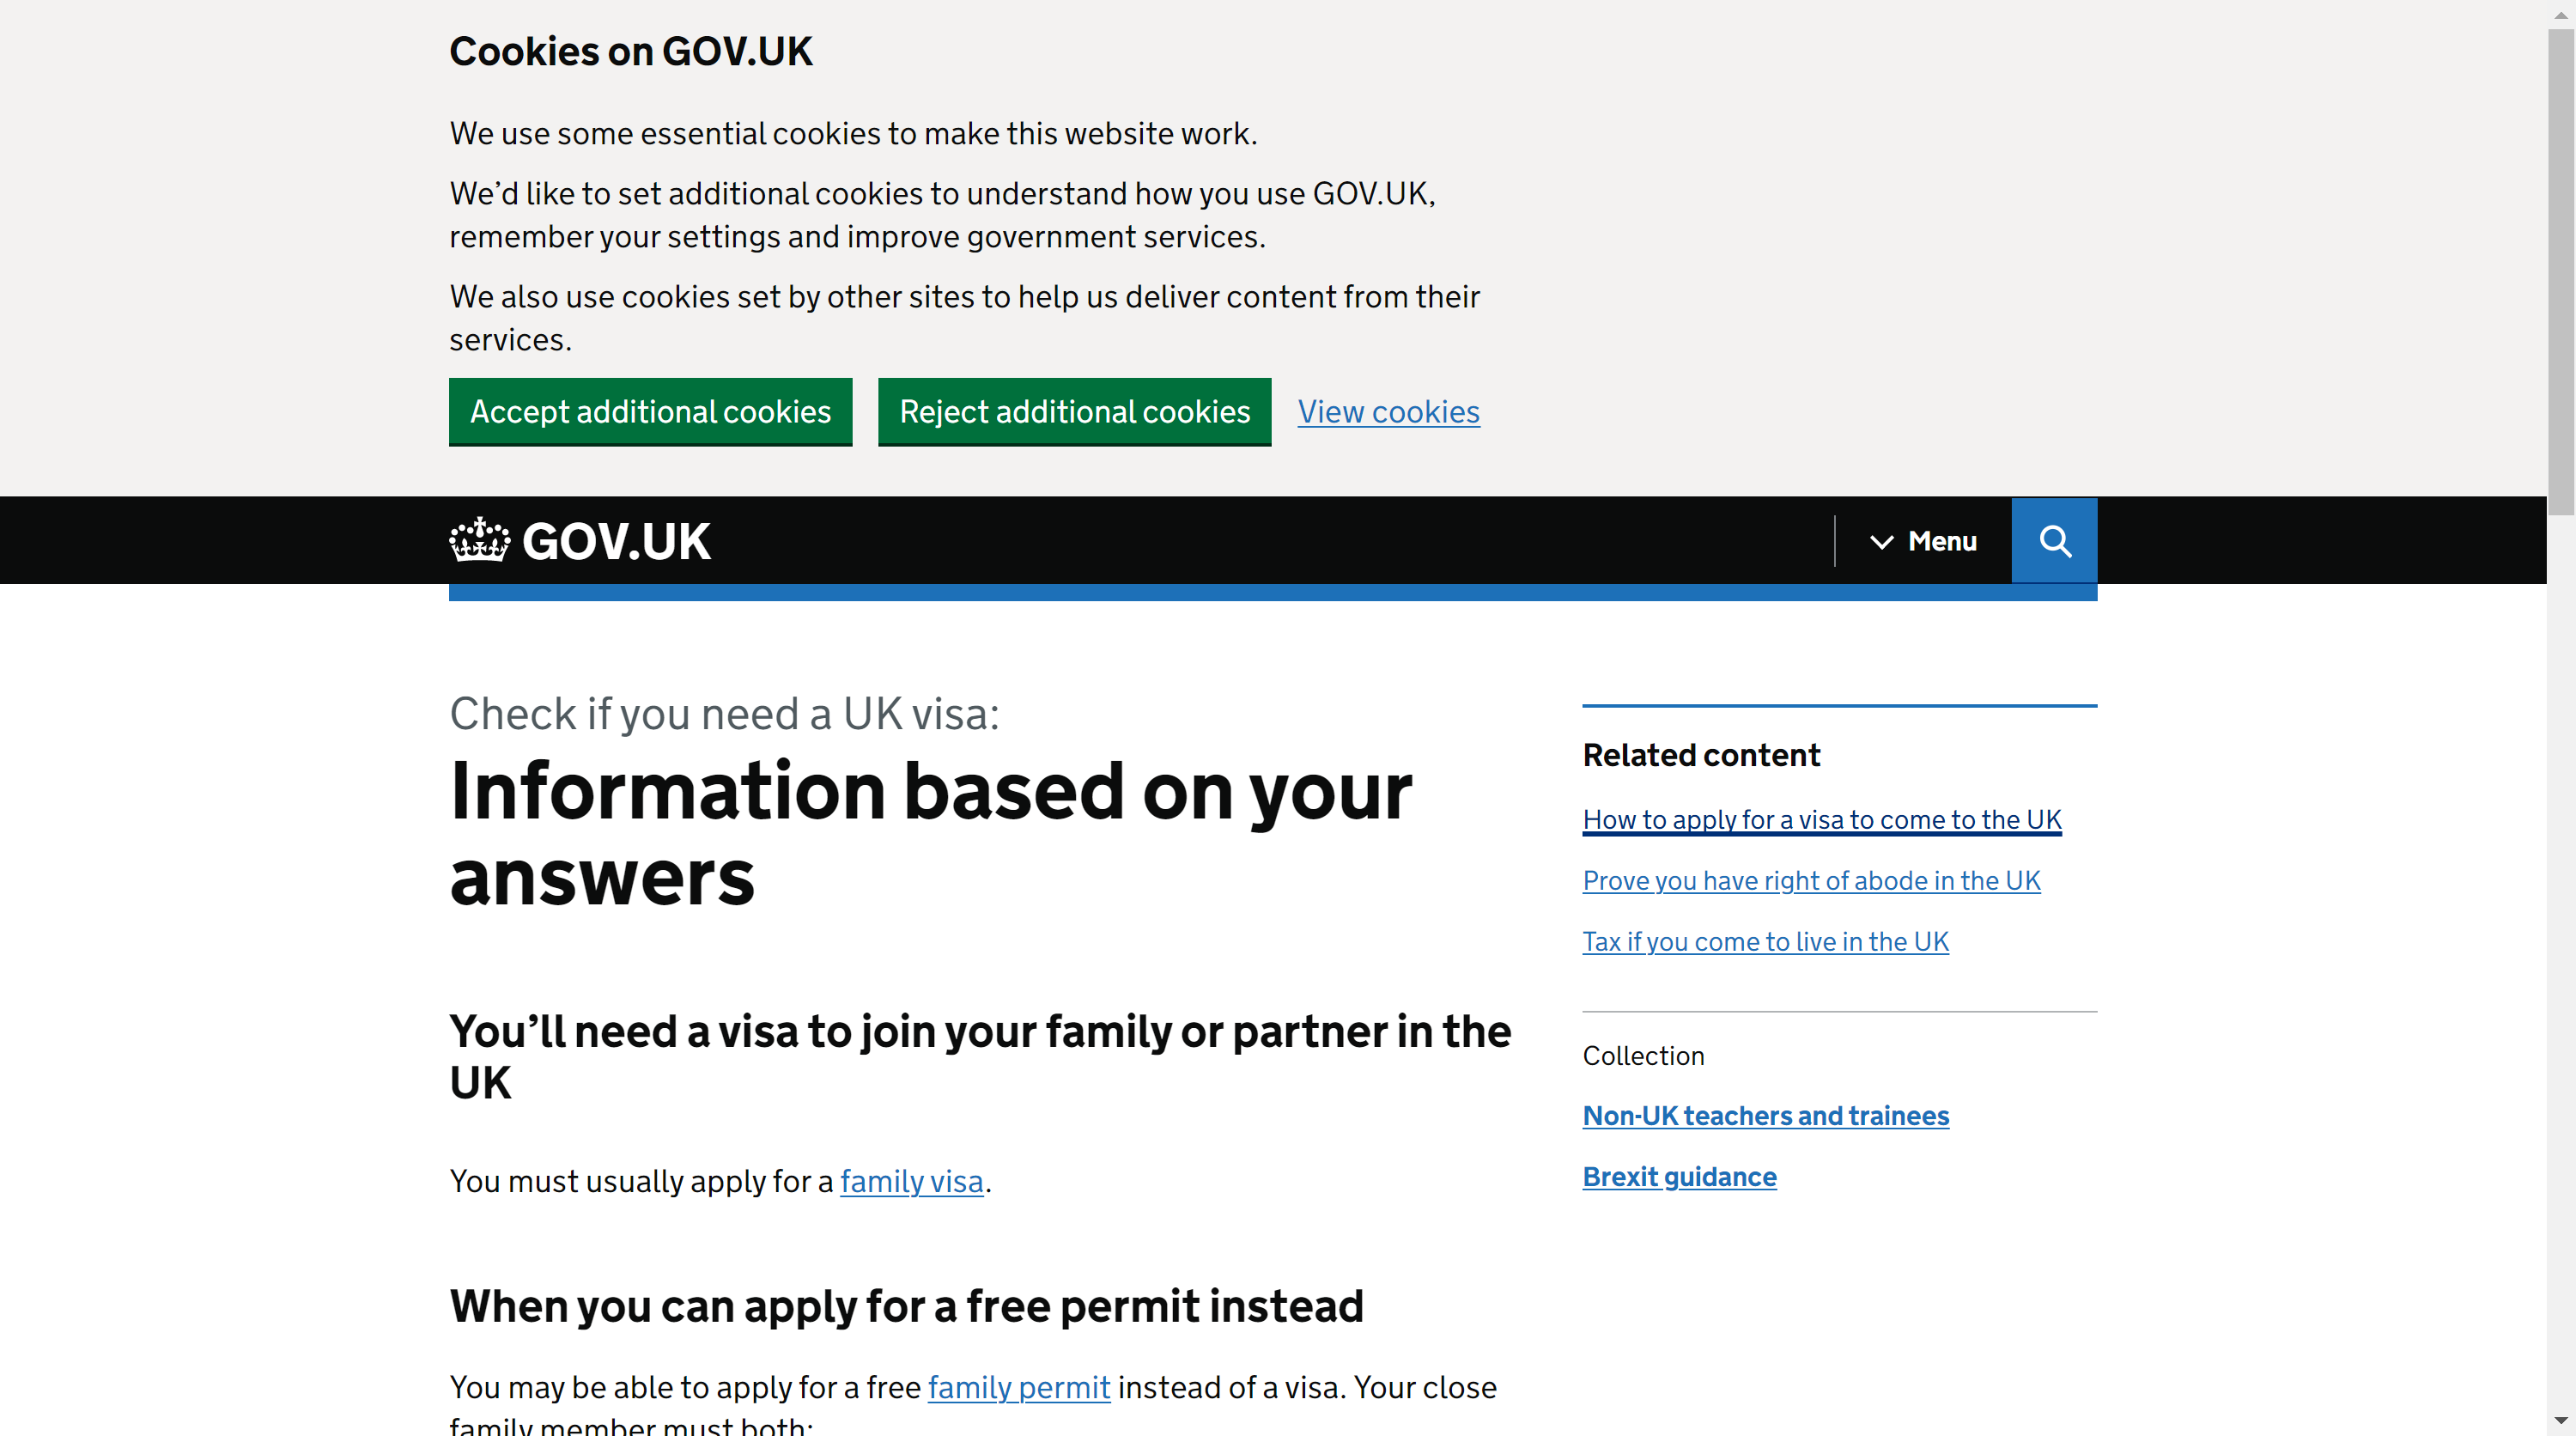 Cookies on GOV.UK
We use some essential cookies to make this website work.
We’d like to set additional cookies to understand how you use GOV.UK,
remember your settings and improve government services.
We also use cookies set by other sites to help us deliver content from their
services.
Accept additional cookies
Reject additional cookies
View cookies
GOV.UK
Menu
Check if you need a UK visa:
Information based on your
answers
You’ll need a visa to join your family or partner in the
UK
You must usually apply for a family visa.
When you can apply for a free permit instead
You may be able to apply for a free family permit instead of a visa. Your close
family member must both:
Related content
How to apply for a visa to come to the UK
Prove you have right of abode in the UK
Tax if you come to live in the UK
Collection
Non-UK teachers and trainees
Brexit guidance